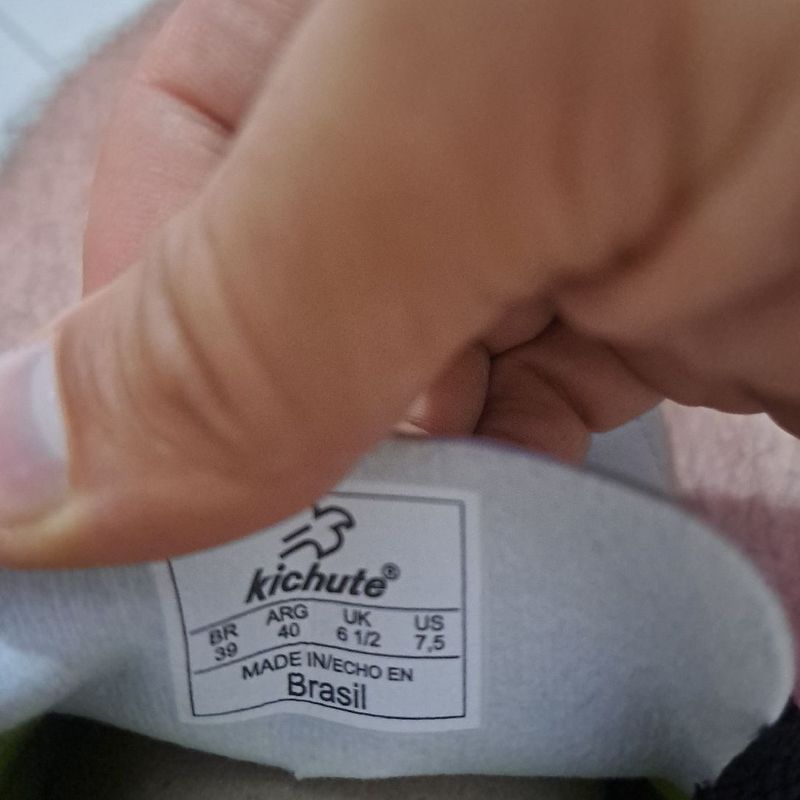 kichute®
BR ARG UK US
39 40 6 1/2 7,5
MADE IN/ECHO EN
Brasil